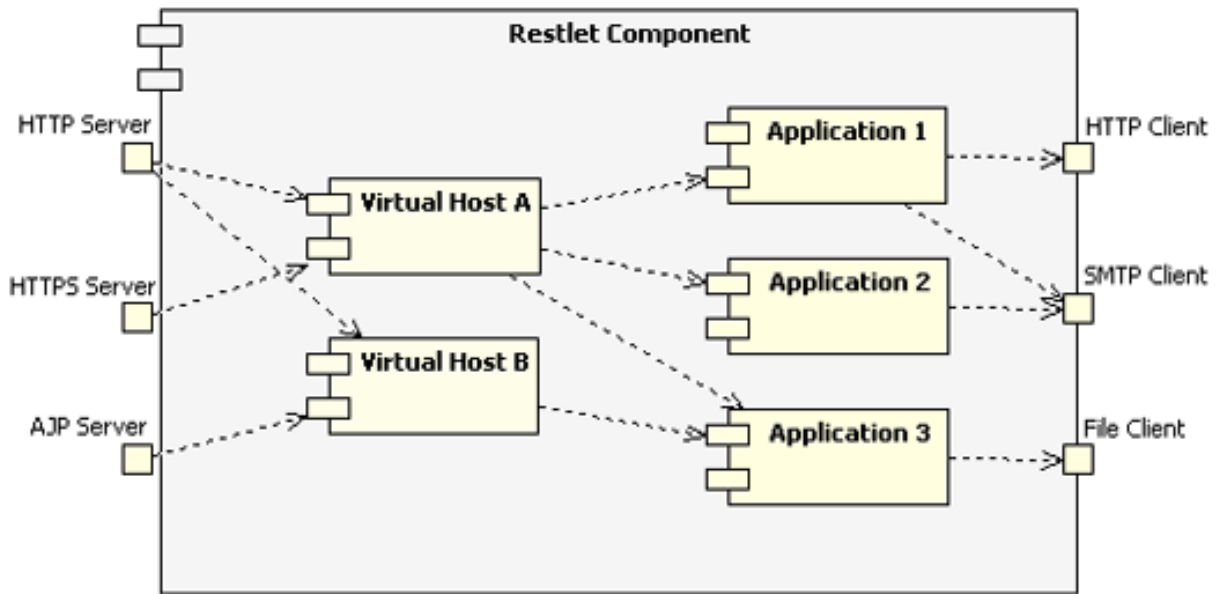 Restlet Component
HTTP Server
Application 1
HTTP Client
Virtual Host A
HTTPS Server
Application 2
SMTP Client
Virtual Host B
AJP Server
Application 3
File Client